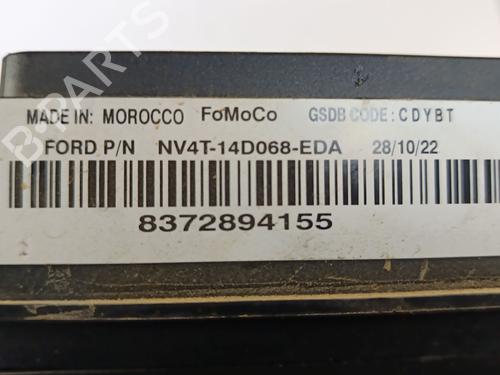 MADE IN: MOROCCO FoMoCo GSDB CODE: CDYBT
FORD P/N NV4T-14D068-EDA 28/10/22
8372894155
B-PARTS